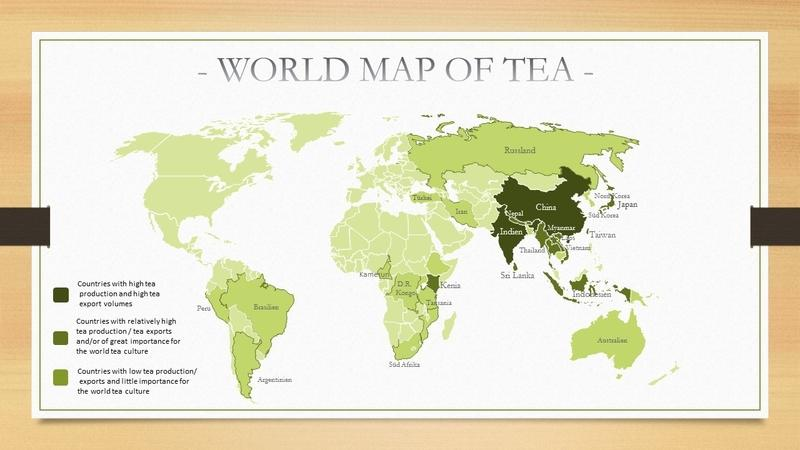 - WORLD MAP OF TEA -
Russland
Türkei
Iran
China
North Korea
Japan
Süd Korea
Nepal
Indien
Myanmar
Taiwan
Laos
Vietnam
Thailand
Sri Lanka
Kamerun
D.R.
Kongo
Kenia
Tansania
Indonesien
Peru
Brasilien
Australien
Süd Afrika
Argentinien
Countries with high tea
production and high tea
export volumes
Countries with relatively high
tea production / tea exports
and/or of great importance for
the world tea culture
Countries with low tea production/
exports and little importance for
the world tea culture